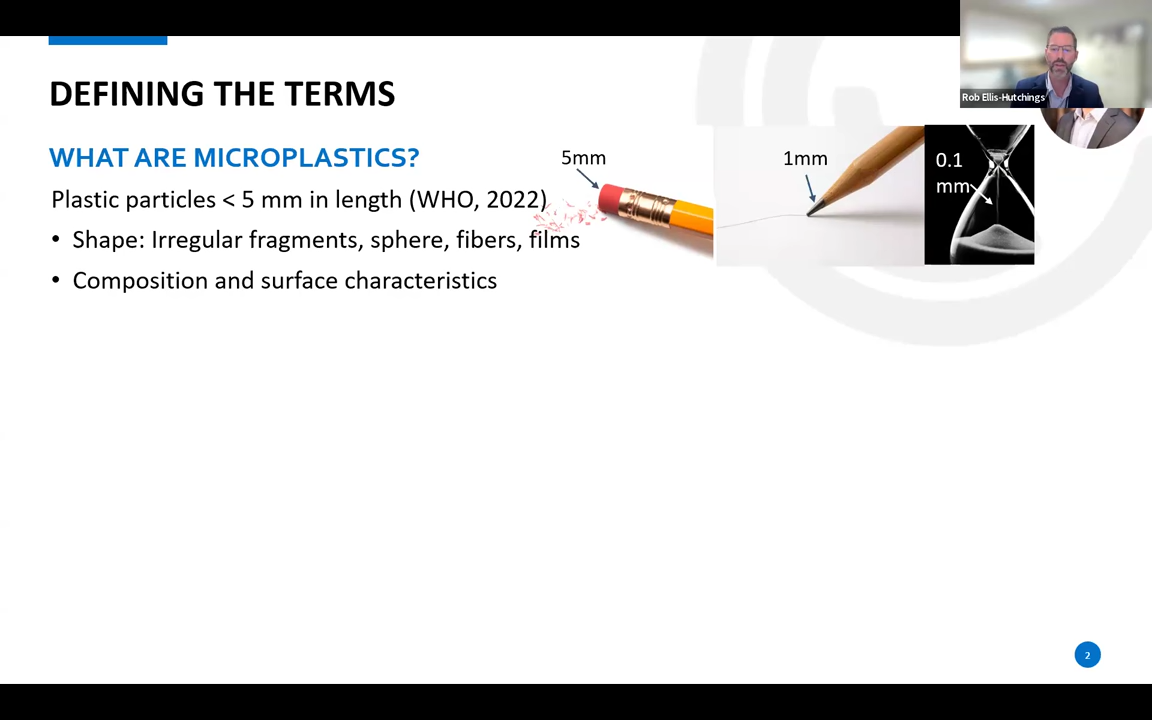 Rob Ellis-Hutchings
DEFINING THE TERMS
WHAT ARE MICROPLASTICS?
Plastic particles < 5 mm in length (WHO, 2022)
• Shape: Irregular fragments, sphere, fibers, films
• Composition and surface characteristics
5mm
1mm
0.1
mm
2